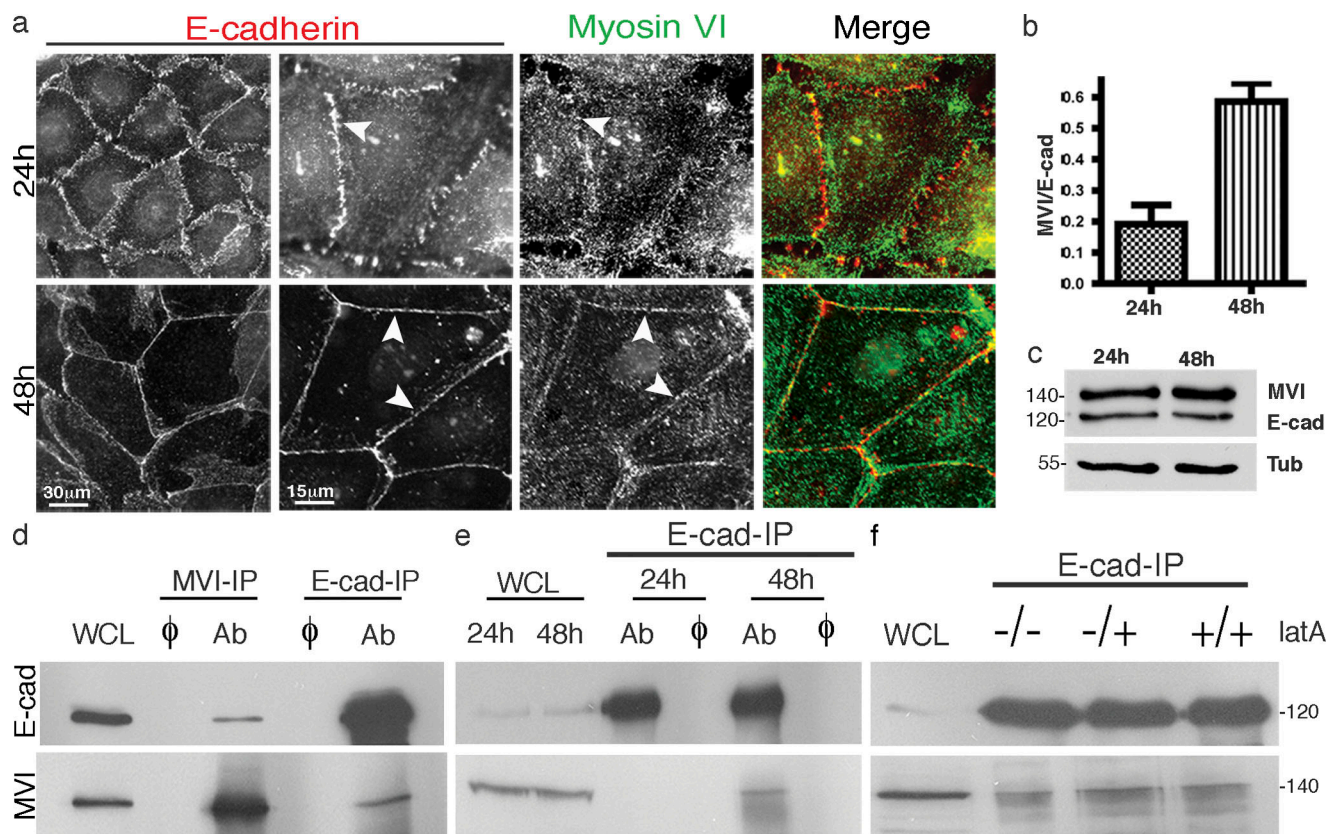 a
E-cadherin
Myosin VI
Merge
24h
48h
30μm
15μm
b
MVI/E-cad
0.6
0.5
0.4
0.3
0.2
0.1
0.0
24h
48h
c
24h 48h
140-
120-
55-
MVI
E-cad
Tub
d
MVI-IP E-cad-IP
WCL ϕ Ab ϕ Ab
E-cad
MVI
e
E-cad-IP
WCL 24h 48h
24h 48h Ab ϕ Ab ϕ
f
E-cad-IP
WCL -/- -/+ +/+ latA
-120
-140